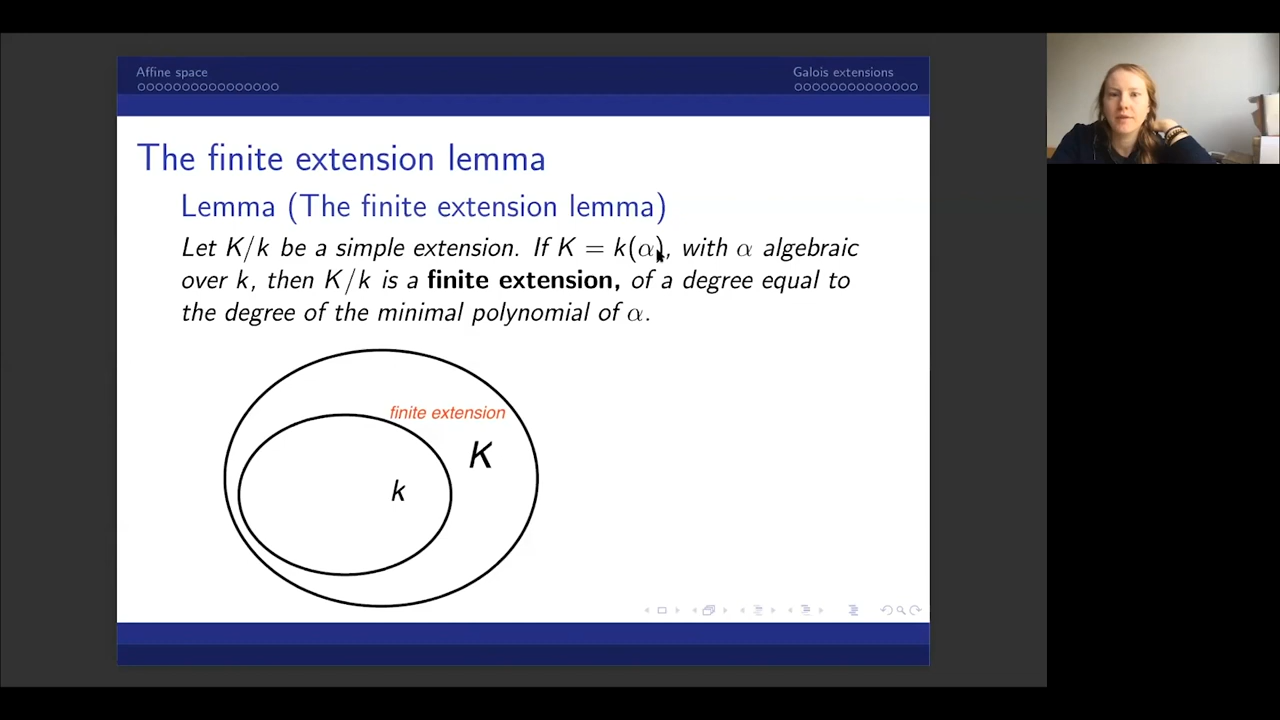 Affine space
Galois extensions
The finite extension lemma
Lemma (The finite extension lemma)
Let K/k be a simple extension. If K = k(α), with α algebraic
over k, then K/k is a finite extension, of a degree equal to
the degree of the minimal polynomial of α.
finite extension
K
k